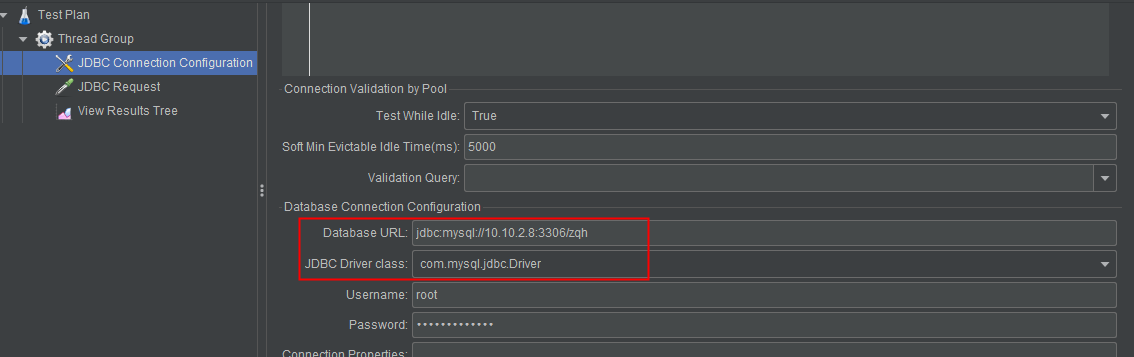 Test Plan
Thread Group
JDBC Connection Configuration
JDBC Request
View Results Tree
Connection Validation by Pool
Test While Idle: True
Soft Min Evictable Idle Time(ms): 5000
Validation Query:
Database Connection Configuration
Database URL: jdbc:mysql://10.10.2.8:3306/zqh
JDBC Driver class: com.mysql.jdbc.Driver
Username: root
Password: •••••••••••••
Connection Properties: